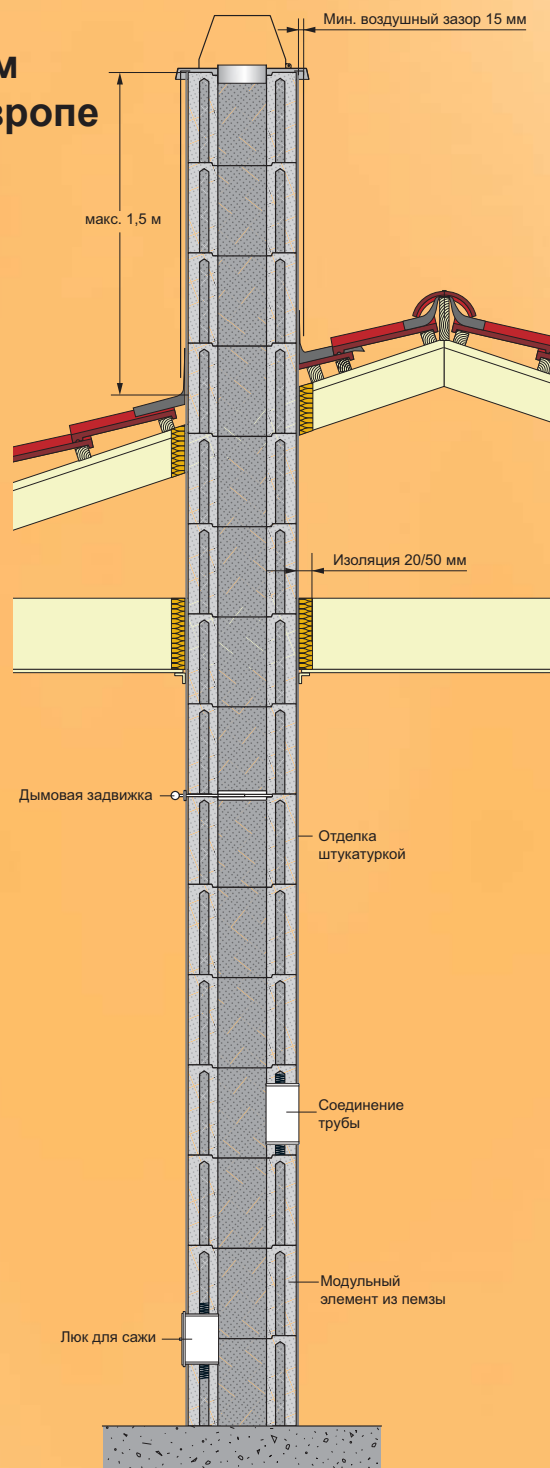 Мин. воздушный зазор 15 мм
м
вропе
макс. 1,5 м
Изоляция 20/50 мм
Дымовая задвижка
Отделка
штукатуркой
Соединение
трубы
Модульный
элемент из пемзы
Люк для сажи